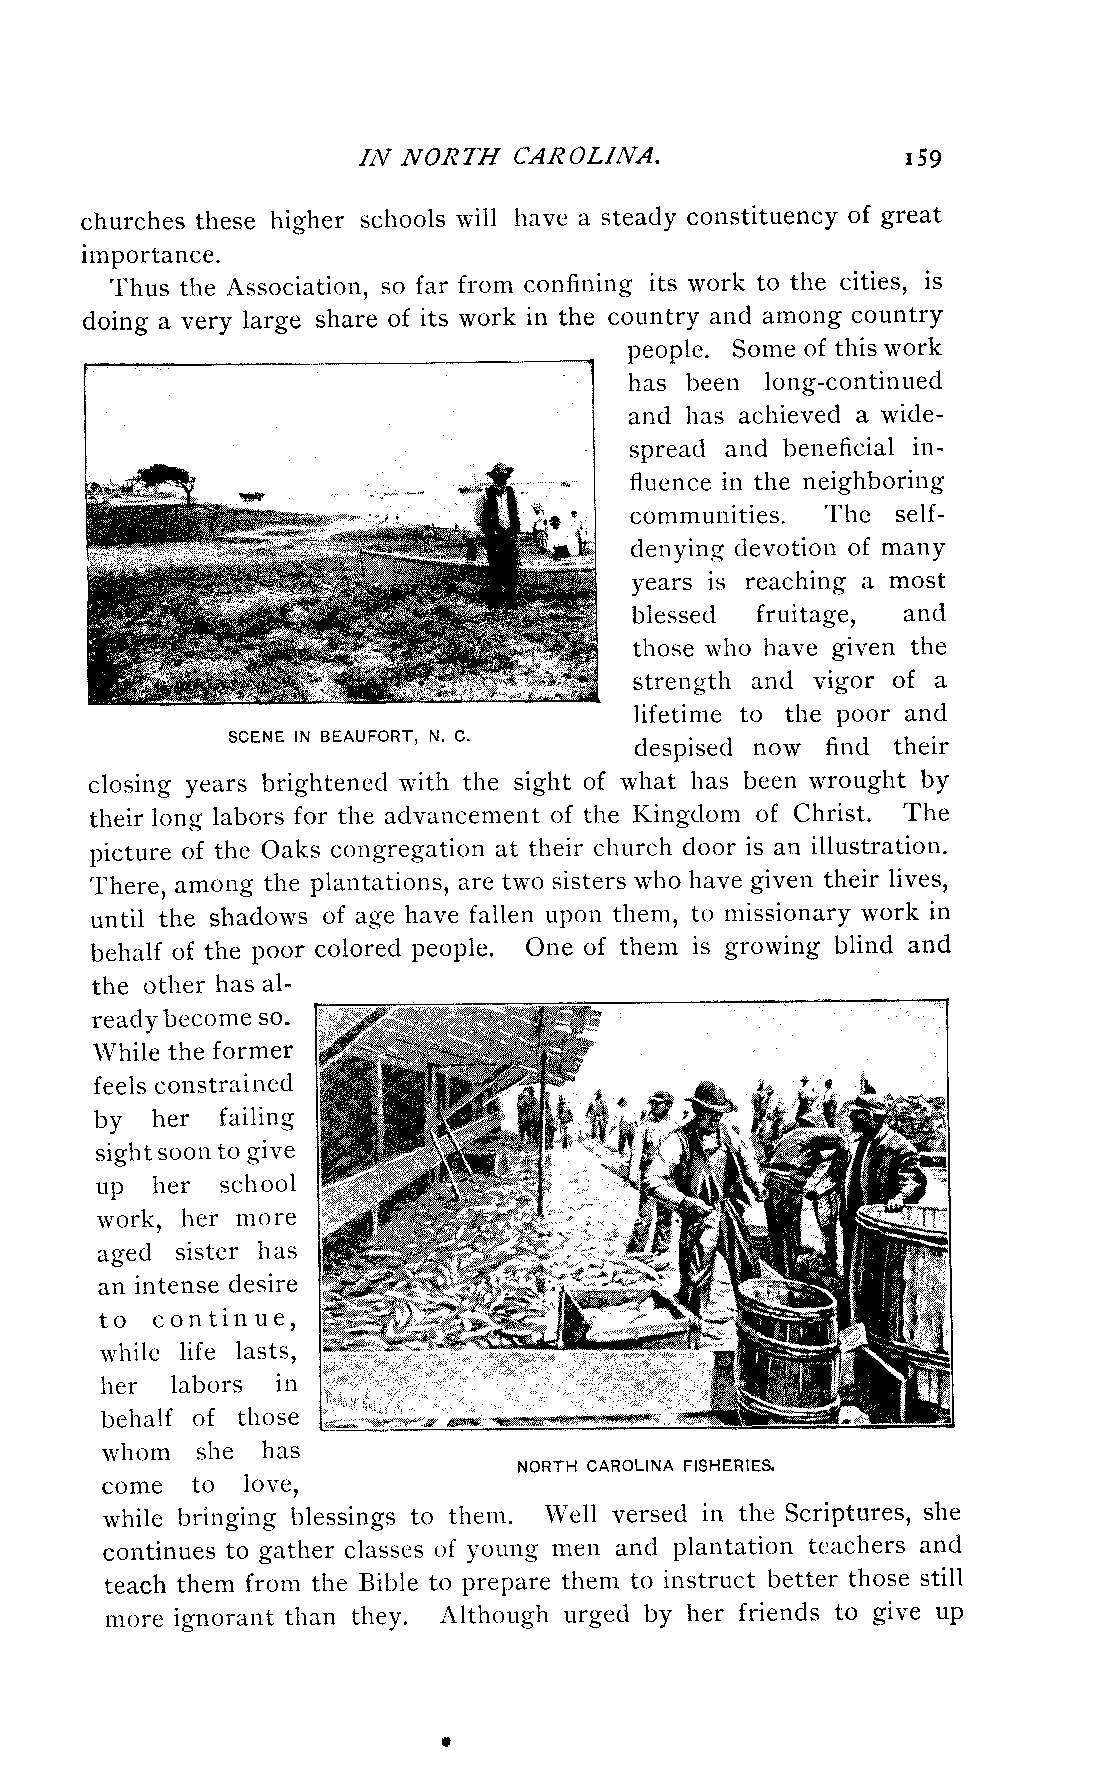 IN NORTH CAROLINA. 159
churches these higher schools will have a steady constituency of great
importance.
Thus the Association, so far from confining its work to the cities, is
doing a very large share of its work in the country and among country
people. Some of this work
has been long-continued
and has achieved a wide-
spread and beneficial in-
fluence in the neighboring
communities. The self-
denying devotion of many
years is reaching a most
blessed fruitage, and
those who have given the
strength and vigor of a
lifetime to the poor and
despised now find their
SCENE IN BEAUFORT, N. C.
closing years brightened with the sight of what has been wrought by
their long labors for the advancement of the Kingdom of Christ. The
picture of the Oaks congregation at their church door is an illustration.
There, among the plantations, are two sisters who have given their lives,
until the shadows of age have fallen upon them, to missionary work in
behalf of the poor colored people. One of them is growing blind and
the other has al-
ready become so.
While the former
feels constrained
by her failing
sight soon to give
up her school
work, her more
aged sister has
an intense desire
to continue,
while life lasts,
her labors in
behalf of those
whom she has
come to love,
NORTH CAROLINA FISHERIES.
while bringing blessings to them. Well versed in the Scriptures, she
continues to gather classes of young men and plantation teachers and
teach them from the Bible to prepare them to instruct better those still
more ignorant than they. Although urged by her friends to give up